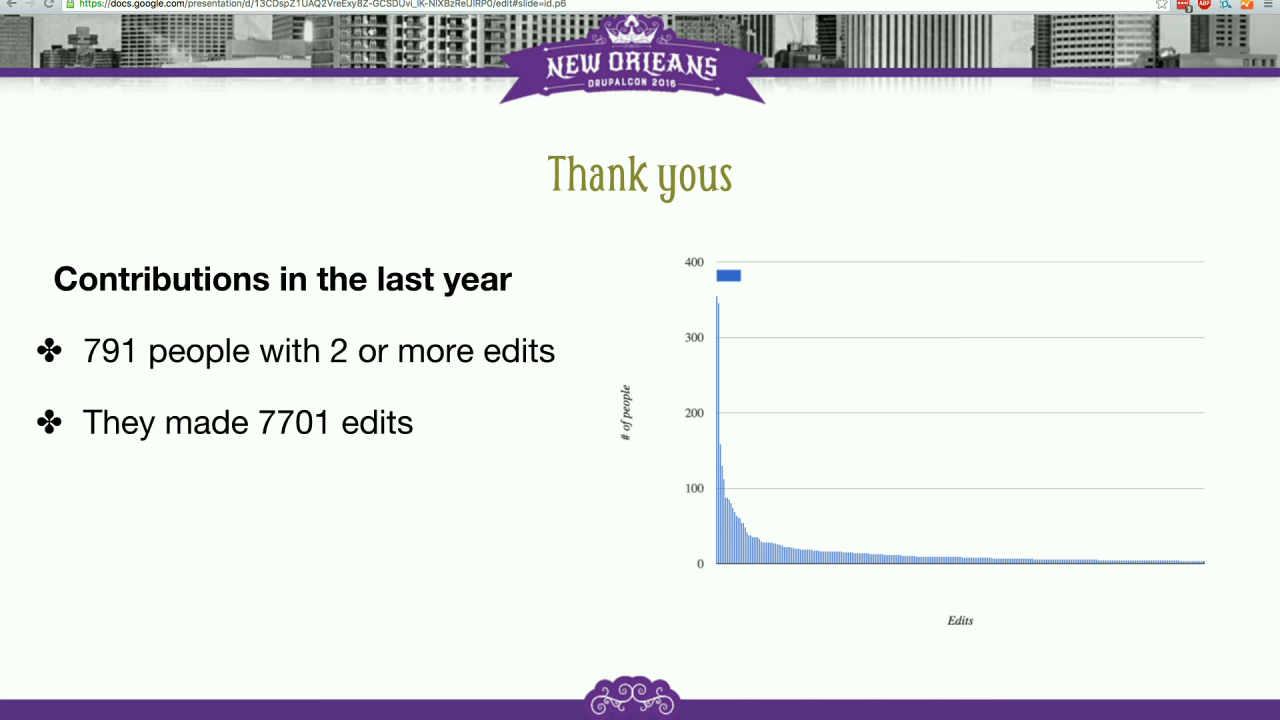 https://docs.google.com/presentation/d/13CDspZ1UAQ2VreExy8Z-GCSDUvi_lK-NlXBzReUlRP0/edit#slide=id.p6
NEW ORLEANS
DRUPALCON 2016
Thank yous
Contributions in the last year
✤ 791 people with 2 or more edits
✤ They made 7701 edits
400
300
200
100
0
# of people
Edits